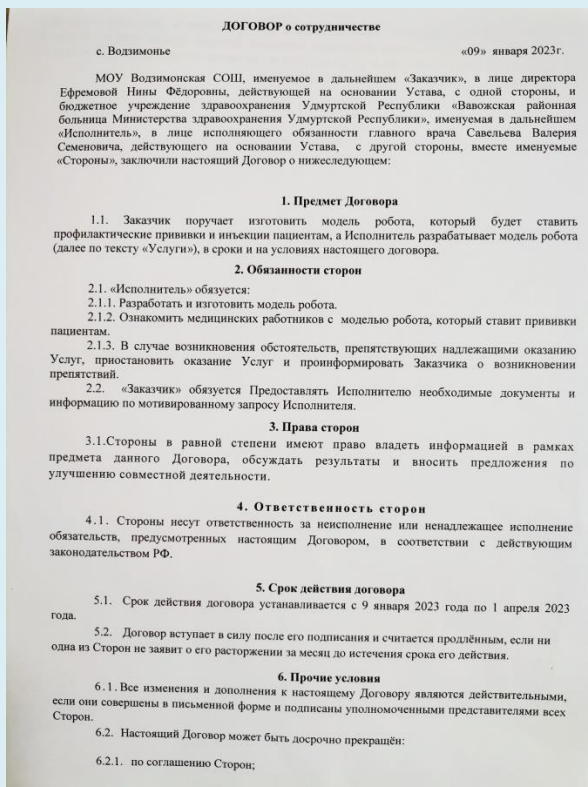 ДОГОВОР о сотрудничестве
с. Водзимонье «09» января 2023г.
МОУ Водзимонская СОШ, именуемое в дальнейшем «Заказчик», в лице директора
Ефремовой Нины Фёдоровны, действующей на основании Устава, с одной стороны, и
бюджетное учреждение здравоохранения Удмуртской Республики «Вавожская районная
больница Министерства здравоохранения Удмуртской Республики», именуемая в дальнейшем
«Исполнитель», в лице исполняющего обязанности главного врача Савельева Валерия
Семеновича, действующего на основании Устава, с другой стороны, вместе именуемые
«Стороны», заключили настоящий Договор о нижеследующем:
1. Предмет Договора
1.1. Заказчик поручает изготовить модель робота, который будет ставить
профилактические прививки и инъекции пациентам, а Исполнитель разрабатывает модель робота
(далее по тексту «Услуги»), в сроки и на условиях настоящего договора.
2. Обязанности сторон
2.1. «Исполнитель» обязуется:
2.1.1. Разработать и изготовить модель робота.
2.1.2. Ознакомить медицинских работников с моделью робота, который ставит прививки
пациентам.
2.1.3. В случае возникновения обстоятельств, препятствующих надлежащими оказанию
Услуг, приостановить оказание Услуг и проинформировать Заказчика о возникновении
препятствий.
2.2. «Заказчик» обязуется Предоставлять Исполнителю необходимые документы и
информацию по мотивированному запросу Исполнителя.
3. Права сторон
3.1.Стороны в равной степени имеют право владеть информацией в рамках
предмета данного Договора, обсуждать результаты и вносить предложения по
улучшению совместной деятельности.
4. Ответственность сторон
4.1. Стороны несут ответственность за неисполнение или ненадлежащее исполнение
обязательств, предусмотренных настоящим Договором, в соответствии с действующим
законодательством РФ.
5. Срок действия договора
5.1. Срок действия договора устанавливается с 9 января 2023 года по 1 апреля 2023
года.
5.2. Договор вступает в силу после его подписания и считается продлённым, если ни
одна из Сторон не заявит о его расторжении за месяц до истечения срока его действия.
6. Прочие условия
6.1. Все изменения и дополнения к настоящему Договору являются действительными,
если они совершены в письменной форме и подписаны уполномоченными представителями всех
Сторон.
6.2. Настоящий Договор может быть досрочно прекращён:
6.2.1. по соглашению Сторон;